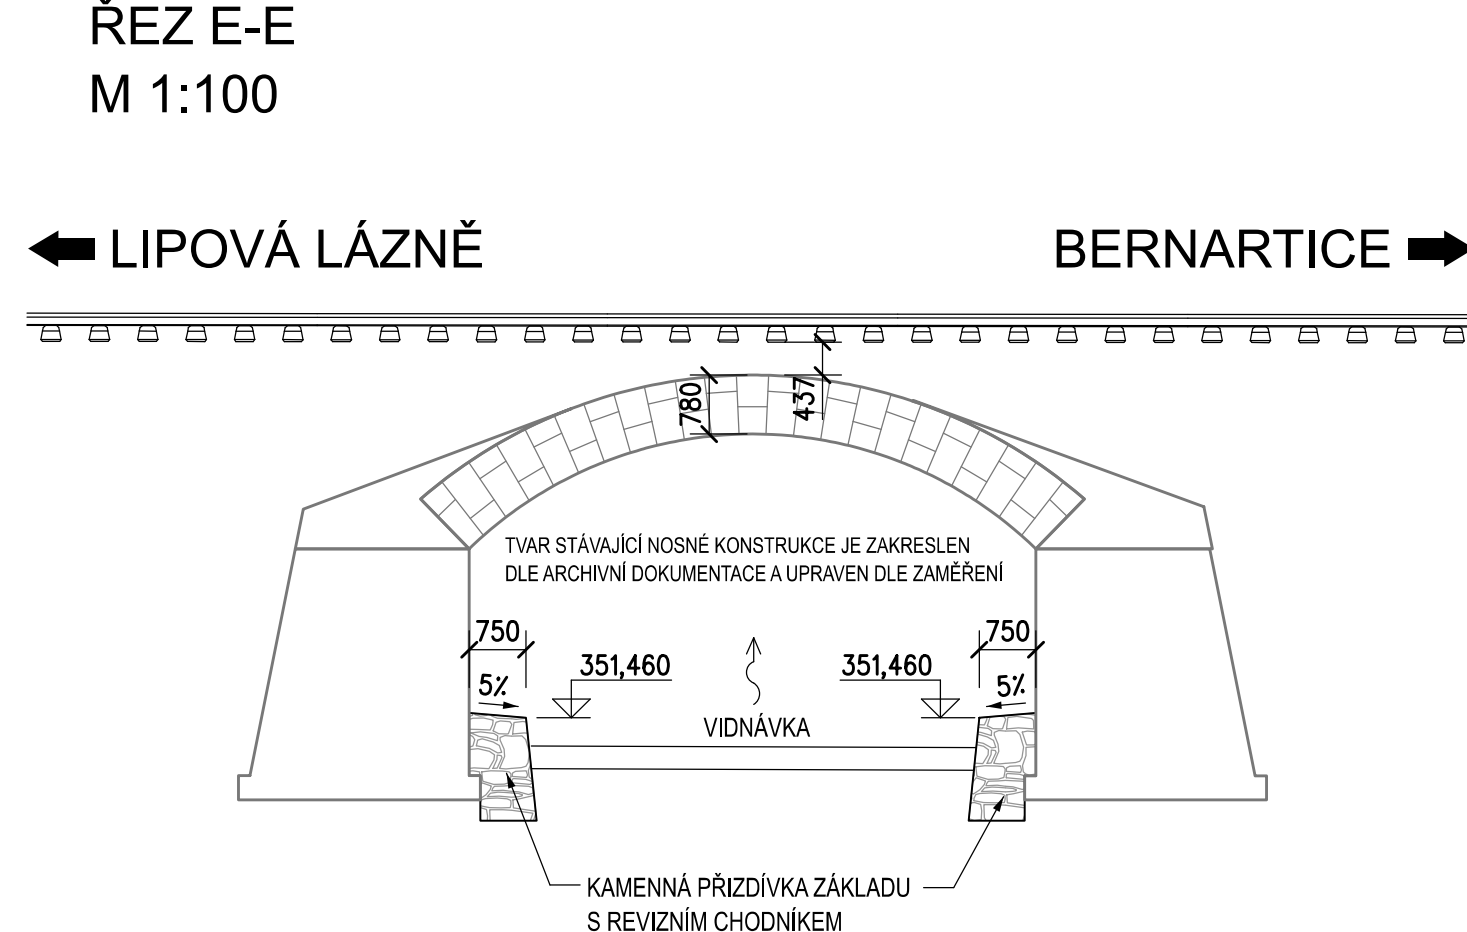 ŘEZ E-E
M 1:100
LIPOVÁ LÁZNĚ
BERNARTICE
780
437
TVAR STÁVAJÍCÍ NOSNÉ KONSTRUKCE JE ZAKRESLEN
DLE ARCHIVNÍ DOKUMENTACE A UPRAVEN DLE ZAMĚŘENÍ
750
750
351,460
351,460
5%
5%
VIDNÁVKA
KAMENNÁ PŘIZDÍVKA ZÁKLADU
S REVIZNÍM CHODNÍKEM